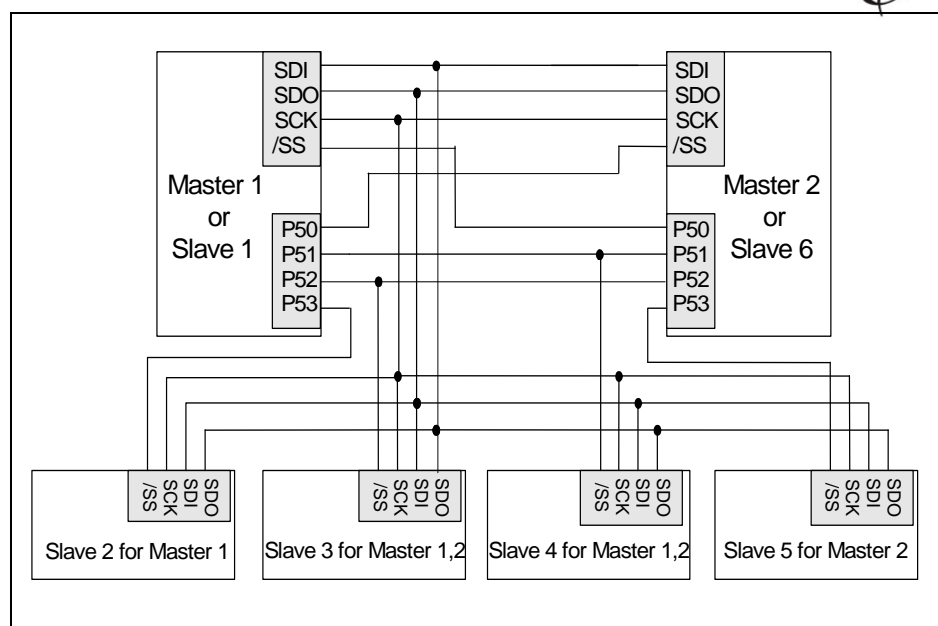 SDI
SDO
SCK
/SS
Master 1
or
Slave 1
P50
P51
P52
P53
SDI
SDO
SCK
/SS
Master 2
or
Slave 6
P50
P51
P52
P53
/SS
SCK
SDI
SDO
Slave 2 for Master 1
/SS
SCK
SDI
SDO
Slave 3 for Master 1,2
/SS
SCK
SDI
SDO
Slave 4 for Master 1,2
/SS
SCK
SDI
SDO
Slave 5 for Master 2